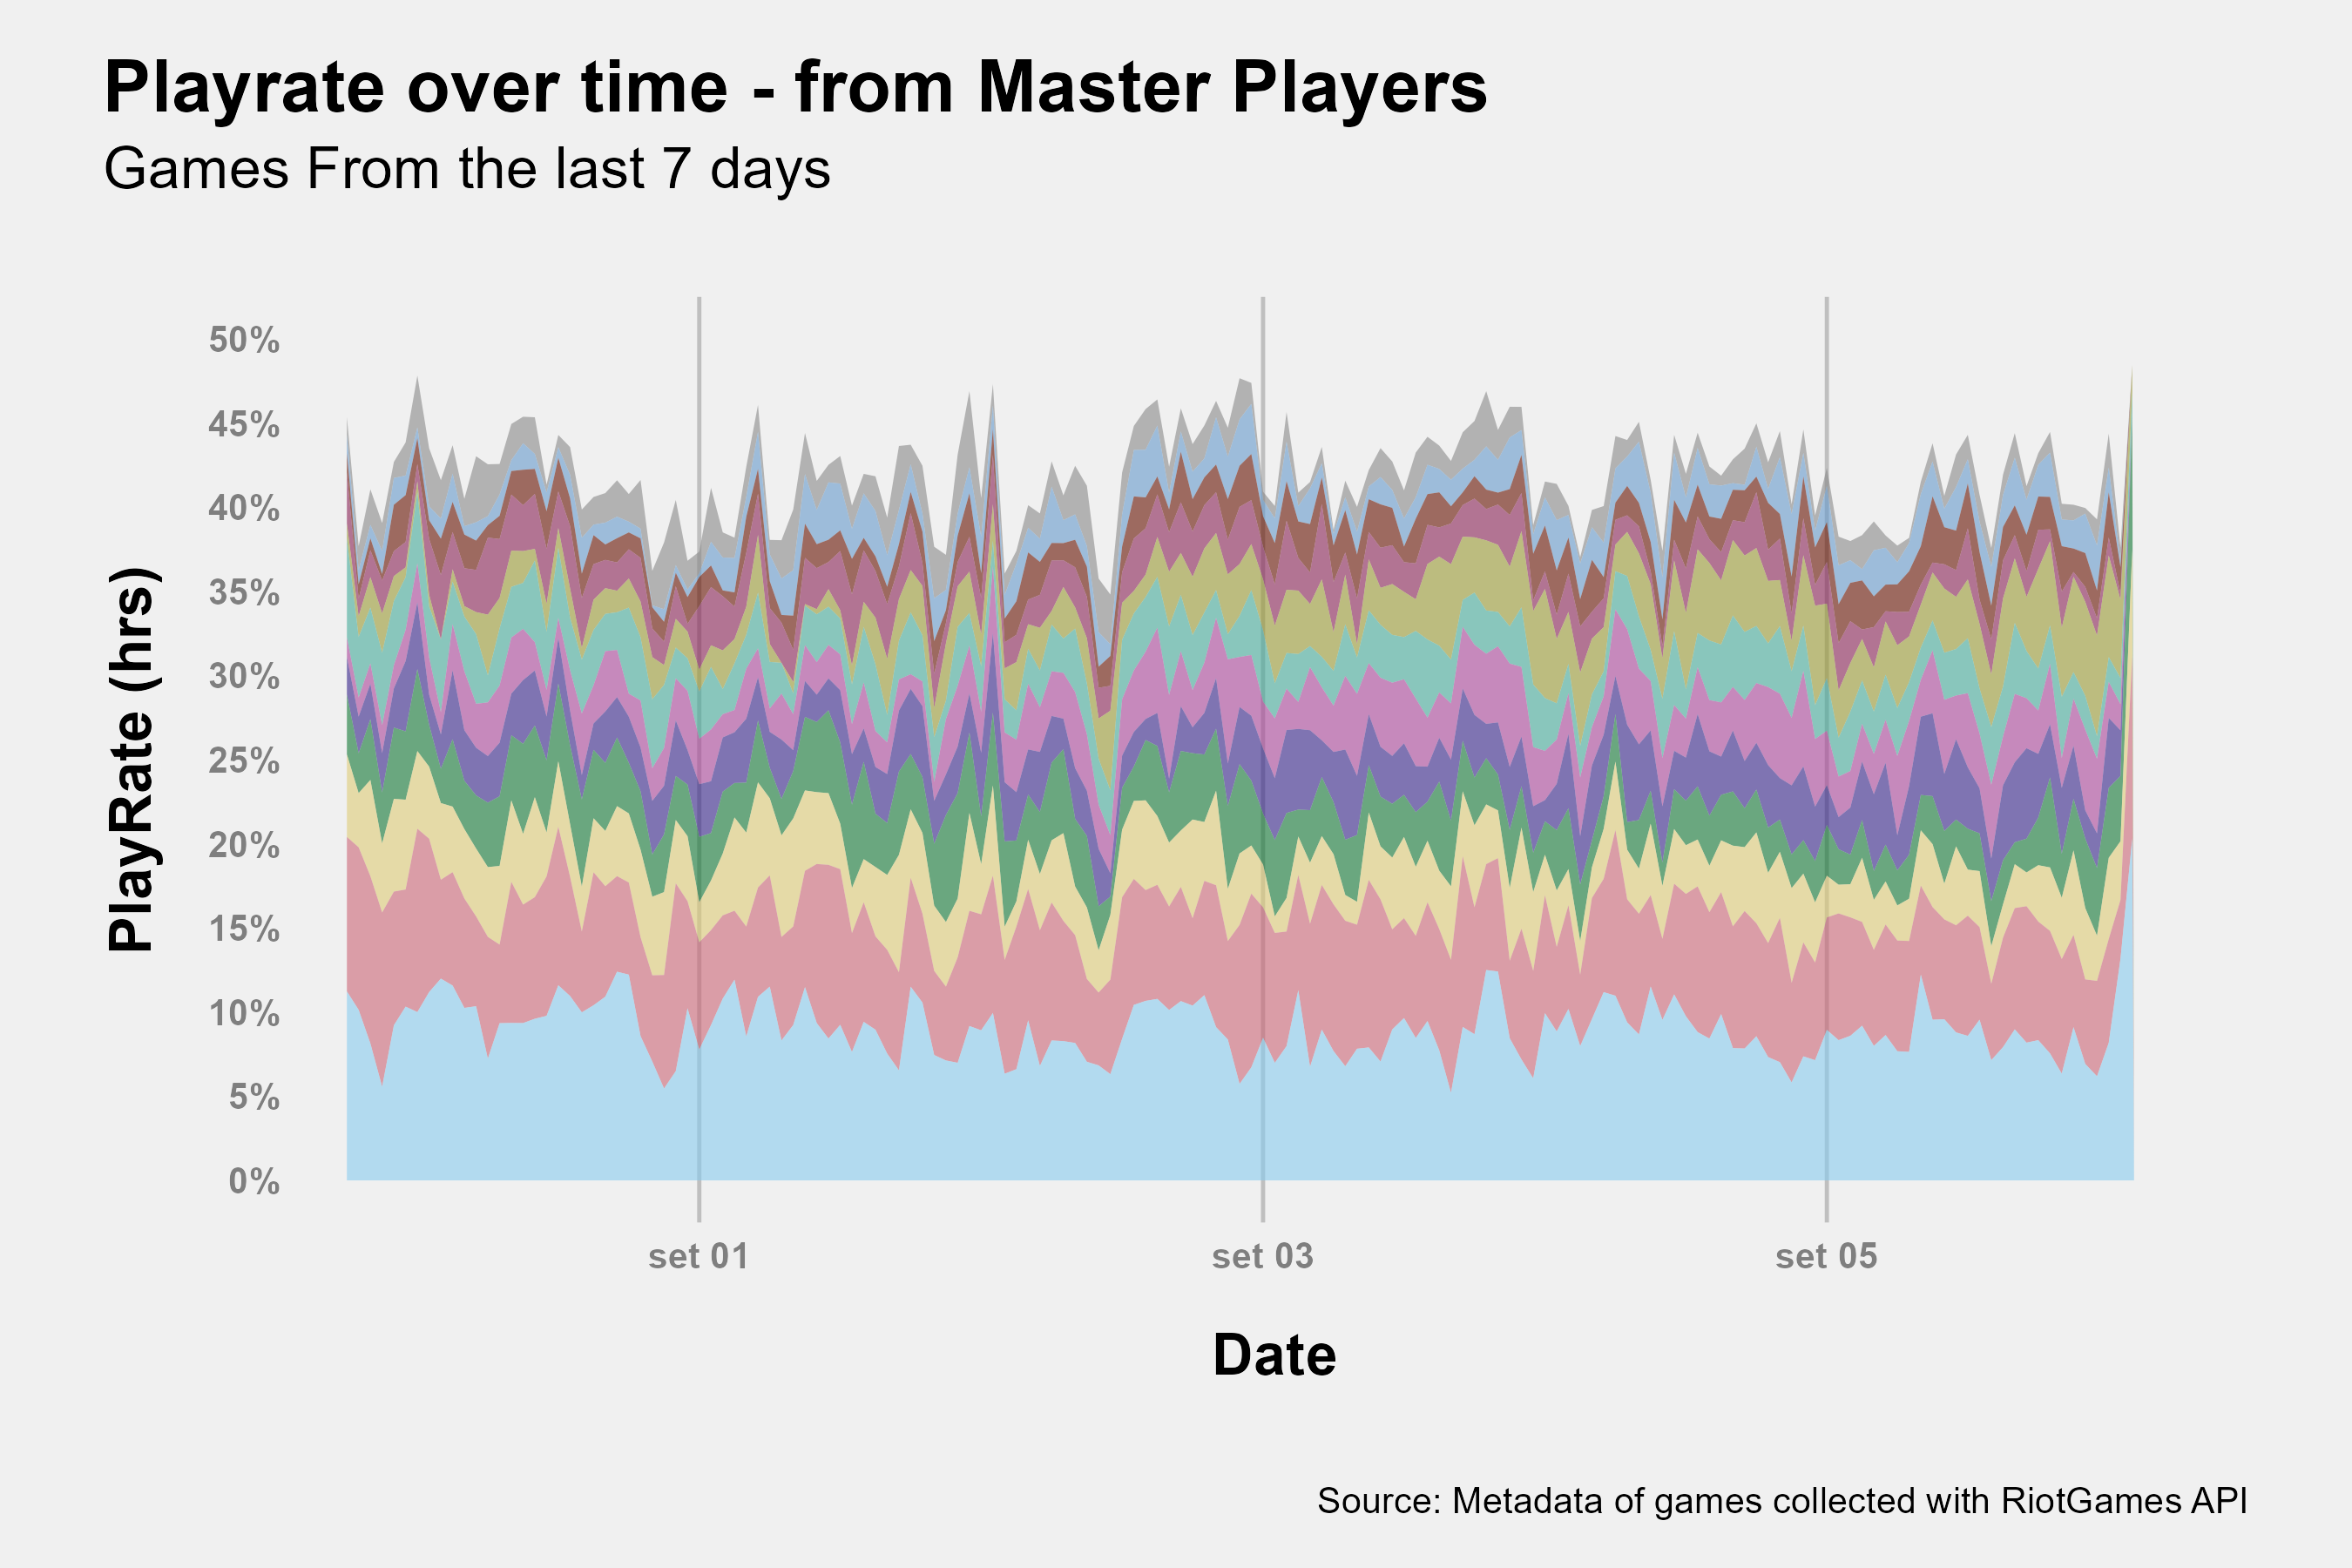 Playrate over time - from Master Players
Games From the last 7 days
50%
45%
40%
35%
30%
25%
20%
15%
10%
5%
0%
PlayRate (hrs)
set 01
set 03
set 05
Date
Source: Metadata of games collected with RiotGames API